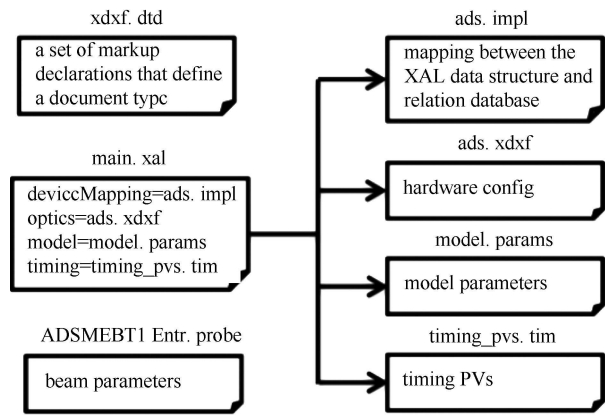 xdxf. dtd
a set of markup
declarations that define
a document typc
main. xal
deviccMapping=ads. impl
optics=ads. xdxf
model=model. params
timing=timing_pvs. tim
ADSMEBT1 Entr. probe
beam parameters
ads. impl
mapping between the
XAL data structure and
relation database
ads. xdxf
hardware config
model. params
model parameters
timing_pvs. tim
timing PVs